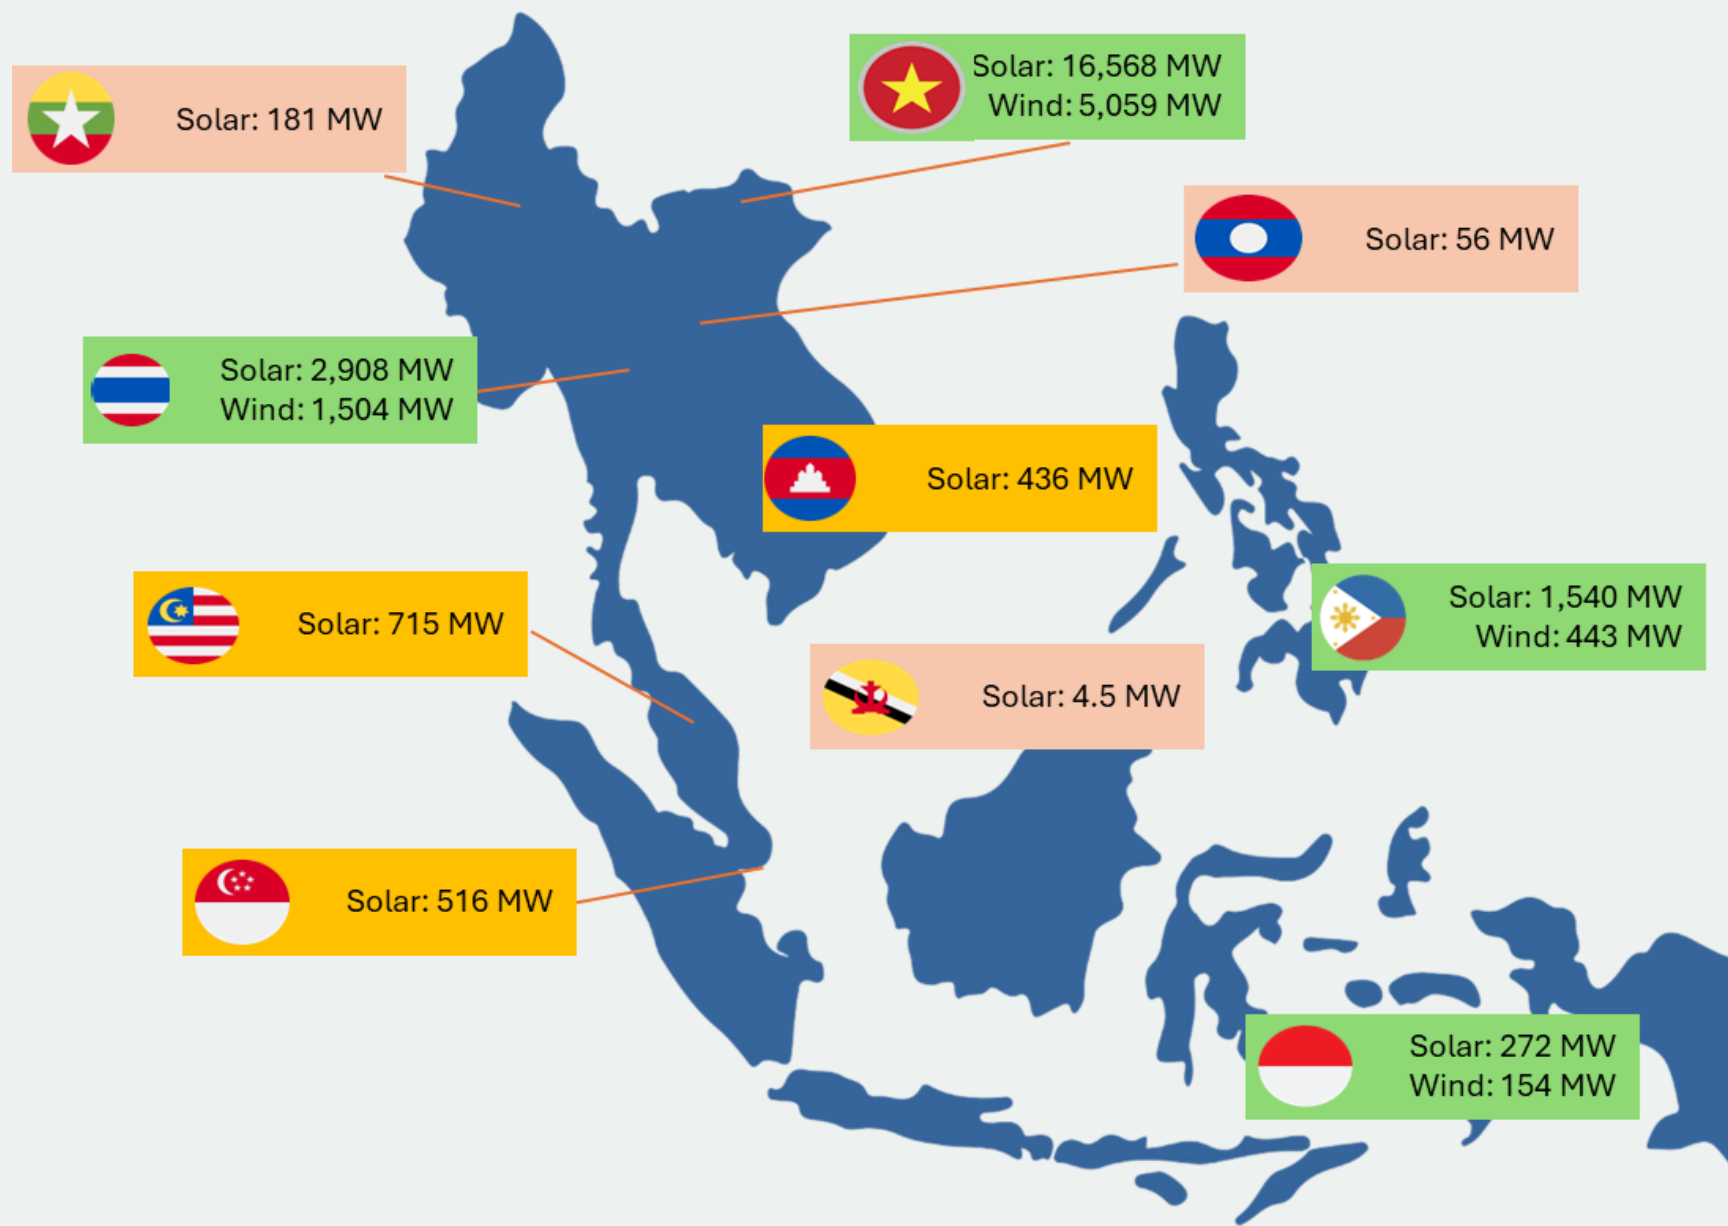 Solar: 181 MW
Solar: 16,568 MW
Wind: 5,059 MW
Solar: 56 MW
Solar: 2,908 MW
Wind: 1,504 MW
Solar: 436 MW
Solar: 715 MW
Solar: 1,540 MW
Wind: 443 MW
Solar: 4.5 MW
Solar: 516 MW
Solar: 272 MW
Wind: 154 MW